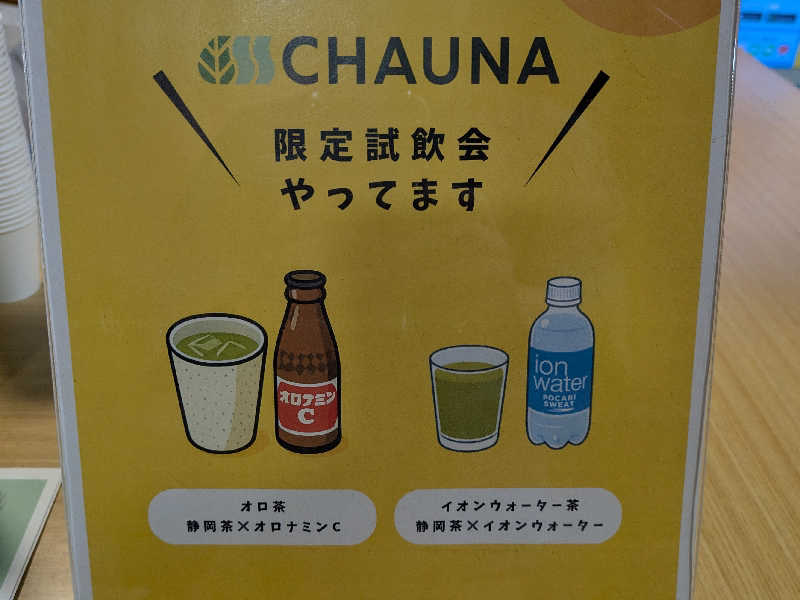 CHAUNA
限定試飲会
やってます
オロナミン
C
ion
water
POCARI
SWEAT
オロ茶
静岡茶×オロナミンC
イオンウォーター茶
静岡茶×イオンウォーター